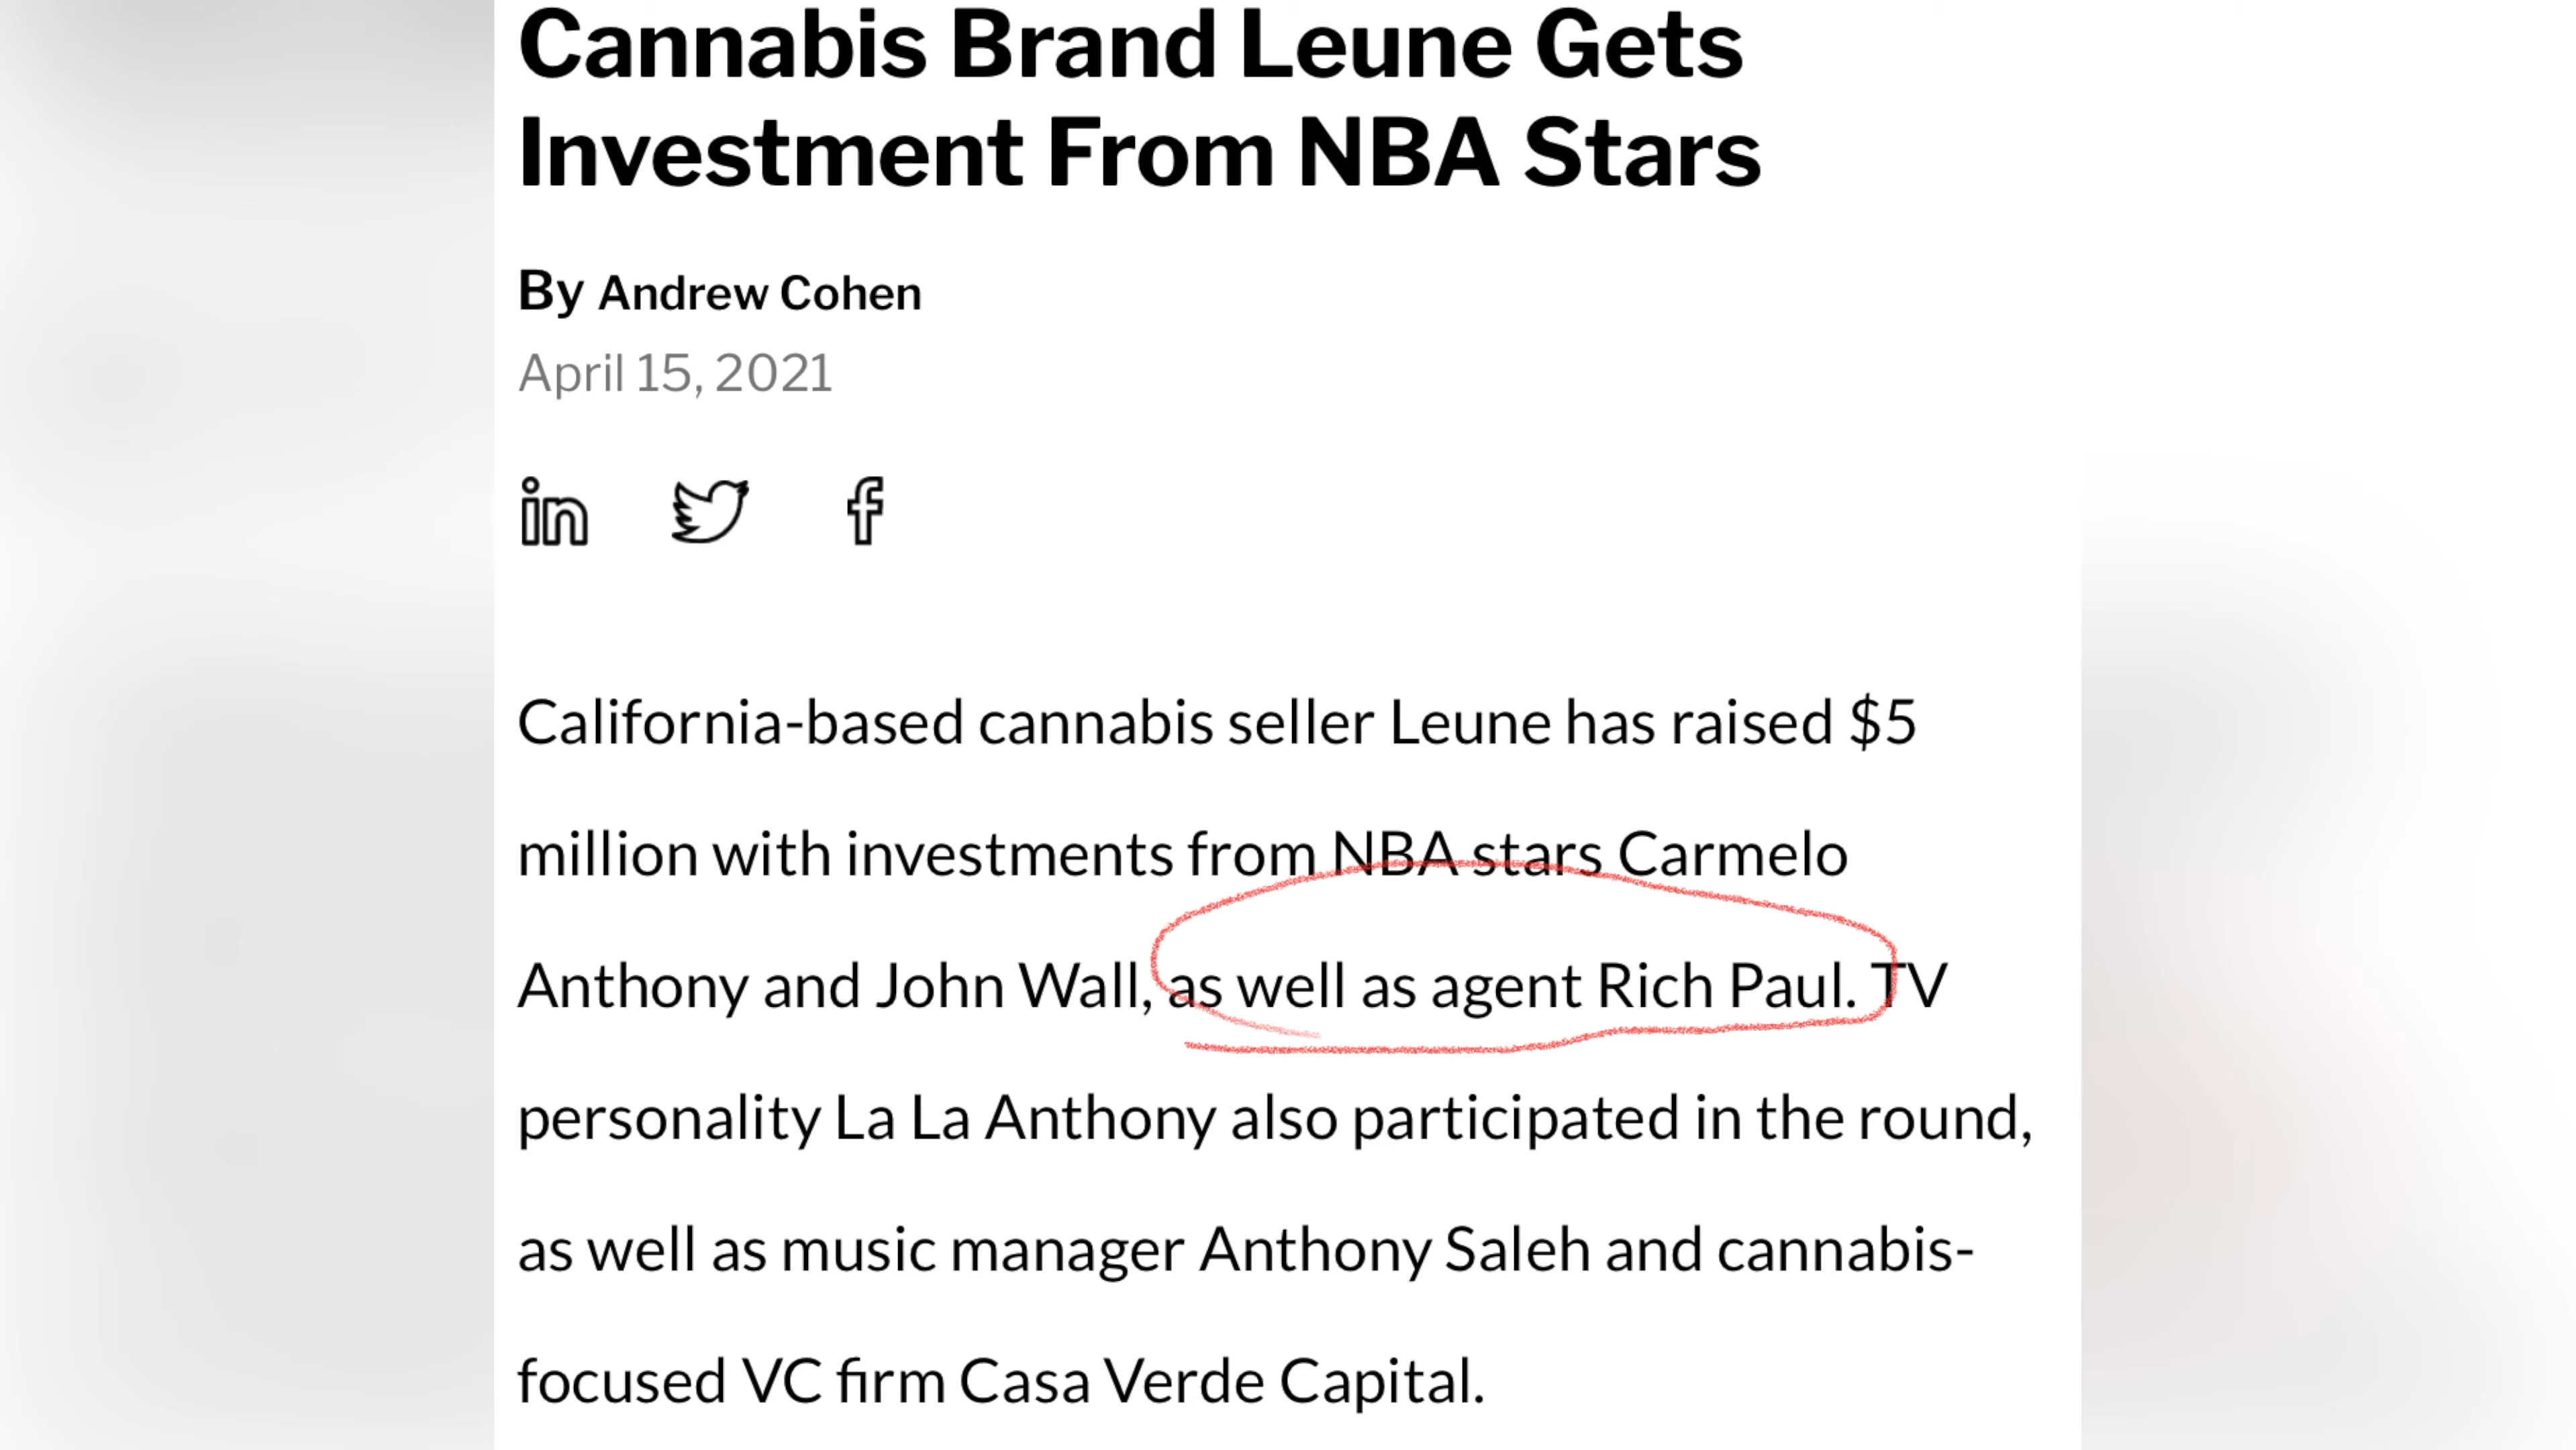 Cannabis Brand Leune Gets
Investment From NBA Stars
By Andrew Cohen
April 15, 2021
in f
California-based cannabis seller Leune has raised $5
million with investments from NBA stars Carmelo
Anthony and John Wall, as well as agent Rich Paul. TV
personality La La Anthony also participated in the round,
as well as music manager Anthony Saleh and cannabis-
focused VC firm Casa Verde Capital.